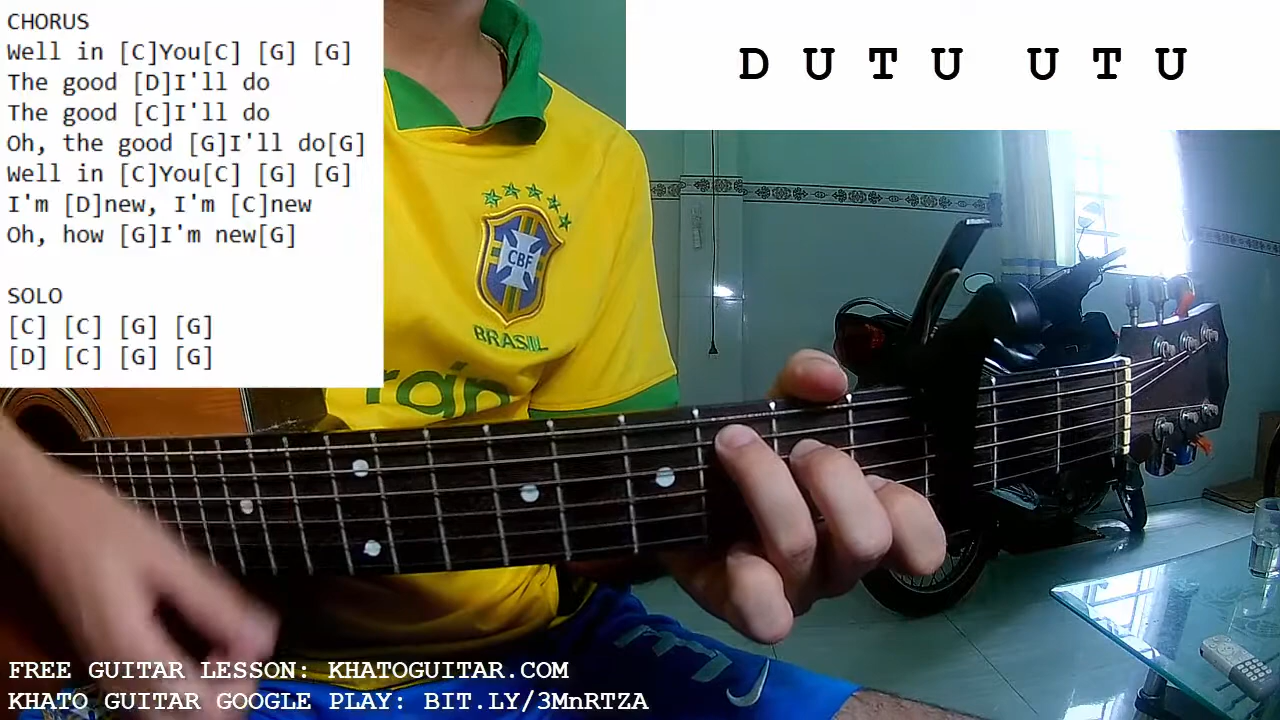 CHORUS
Well in [C]You[C] [G] [G]
The good [D]I'll do
The good [C]I'll do
Oh, the good [G]I'll do[G]
Well in [C]You[C] [G] [G]
I'm [D]new, I'm [C]new
Oh, how [G]I'm new[G]
SOLO
[C] [C] [G] [G]
[D] [C] [G] [G]
D U T U U T U
CBF
BRASIL
FREE GUITAR LESSON: KHATOGUITAR.COM
KHATO GUITAR GOOGLE PLAY: BIT.LY/3MnRTZA